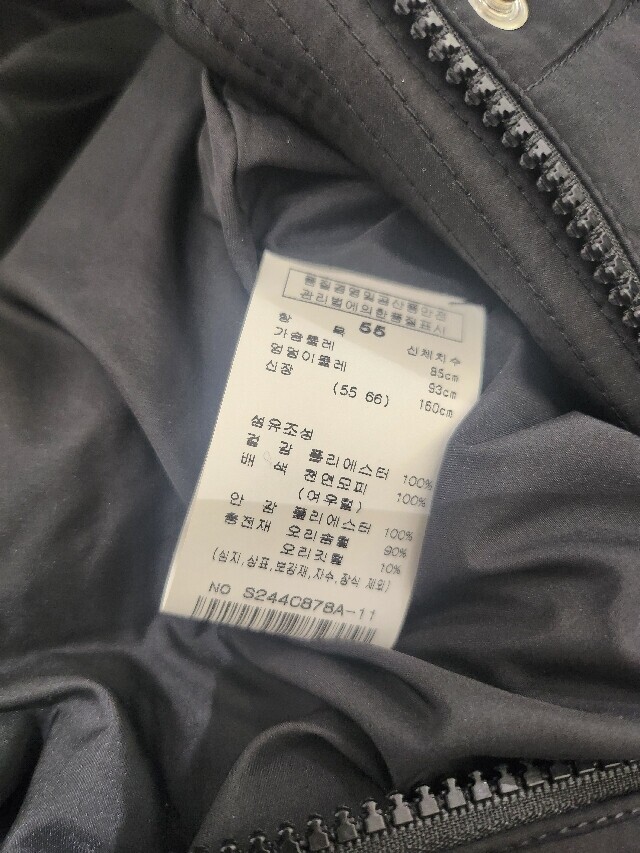 품질경영및공산품안전
관리법에의한품질표시
항 목 55 신체치수
가슴둘레 85cm
엉덩이둘레 93cm
신장 (55 66) 160cm
섬유조성
겉 감 폴리에스터 100%
배 색 천연모피 100%
(여우털)
안 감 폴리에스터 100%
충전재 오리솜털 90%
오리깃털 10%
(심지,상표,보강재,자수,장식 제외)
NO S244C878A-11